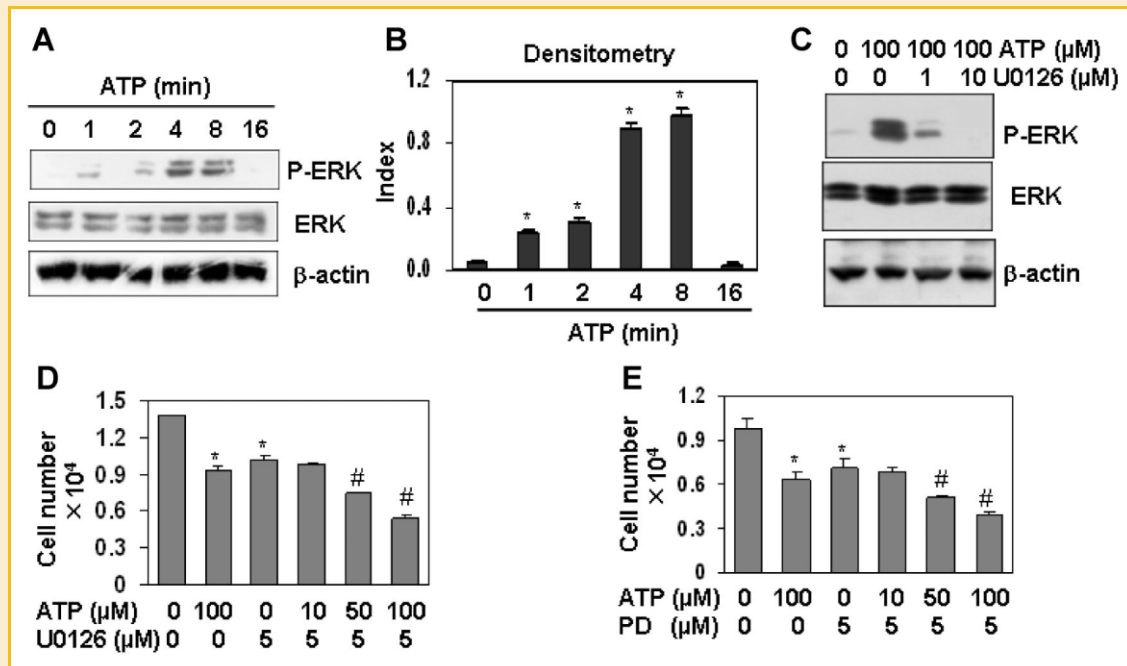 A
ATP (min)
0 1 2 4 8 16
P-ERK
ERK
β-actin
B
Densitometry
Index
1.2
0.8
0.4
0.0
* * * *
0 1 2 4 8 16
ATP (min)
C
0 100 100 100 ATP (µM)
0 0 1 10 U0126 (µM)
P-ERK
ERK
β-actin
D
Cell number
×10⁴
1.5
1.2
0.9
0.6
0.3
0
* * # #
ATP (µM) 0 100 0 10 50 100
U0126 (µM) 0 0 5 5 5 5
E
Cell number
×10⁴
1.2
0.9
0.6
0.3
0
* * # #
ATP (µM) 0 100 0 10 50 100
PD (µM) 0 0 5 5 5 5